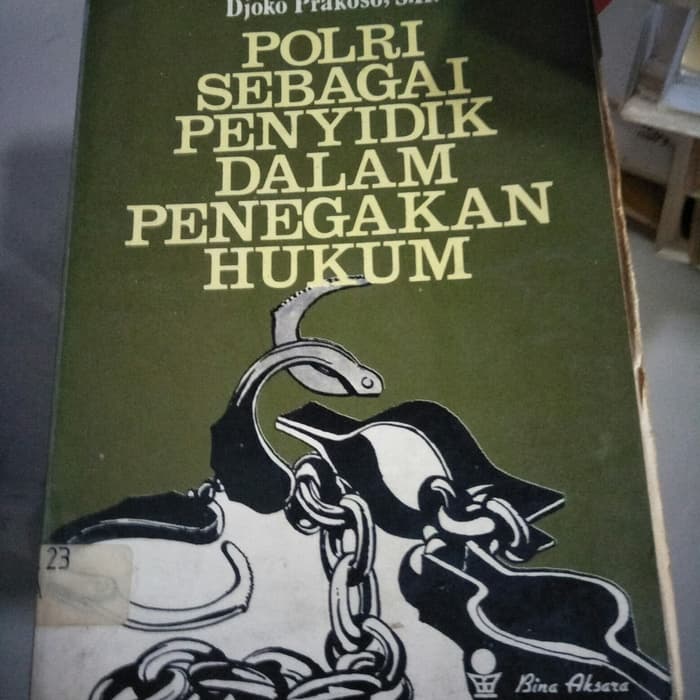 Djoko Prakoso, S.H.
POLRI
SEBAGAI
PENYIDIK
DALAM
PENEGAKAN
HUKUM
23
Bina Aksara